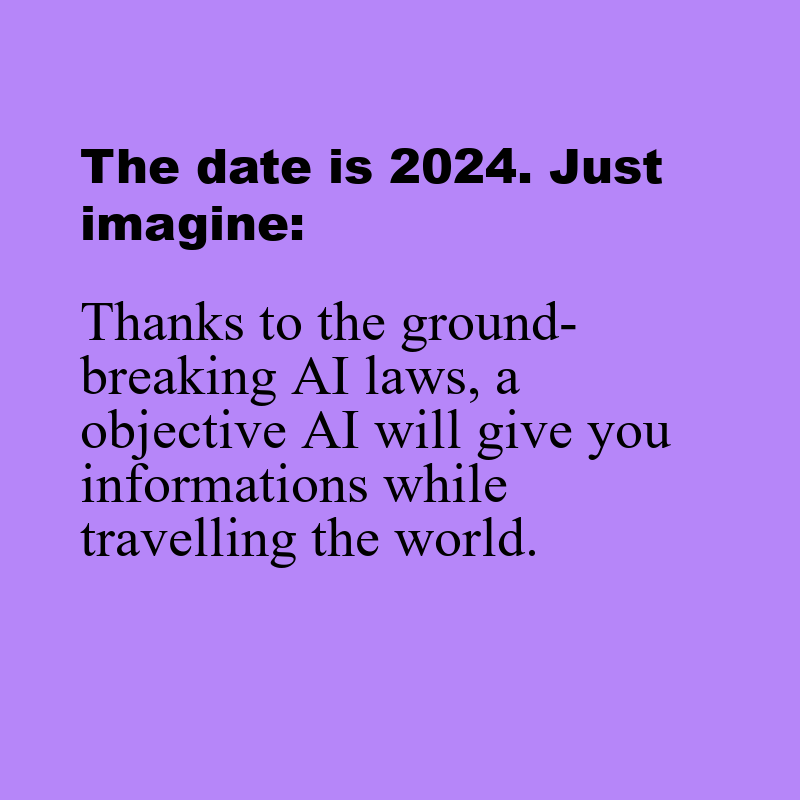 The date is 2024. Just
imagine:
Thanks to the ground-
breaking AI laws, a
objective AI will give you
informations while
travelling the world.